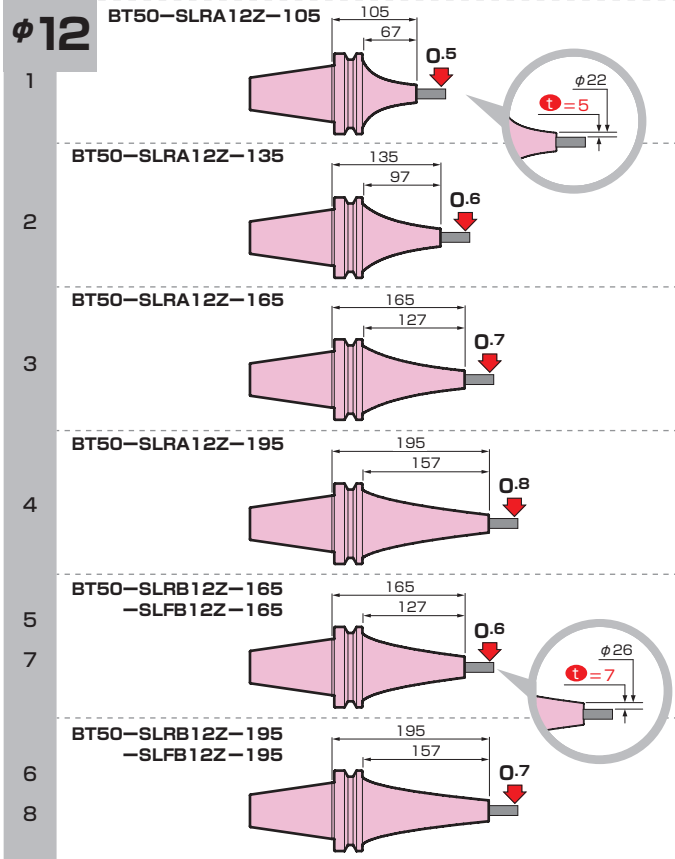 φ12
BT50−SLRA12Z−105
105
67
0.5
1
φ22
t=5
BT50−SLRA12Z−135
135
97
0.6
2
BT50−SLRA12Z−165
165
127
0.7
3
BT50−SLRA12Z−195
195
157
0.8
4
BT50−SLRB12Z−165
−SLFB12Z−165
165
127
0.6
5
7
φ26
t=7
BT50−SLRB12Z−195
−SLFB12Z−195
195
157
0.7
6
8